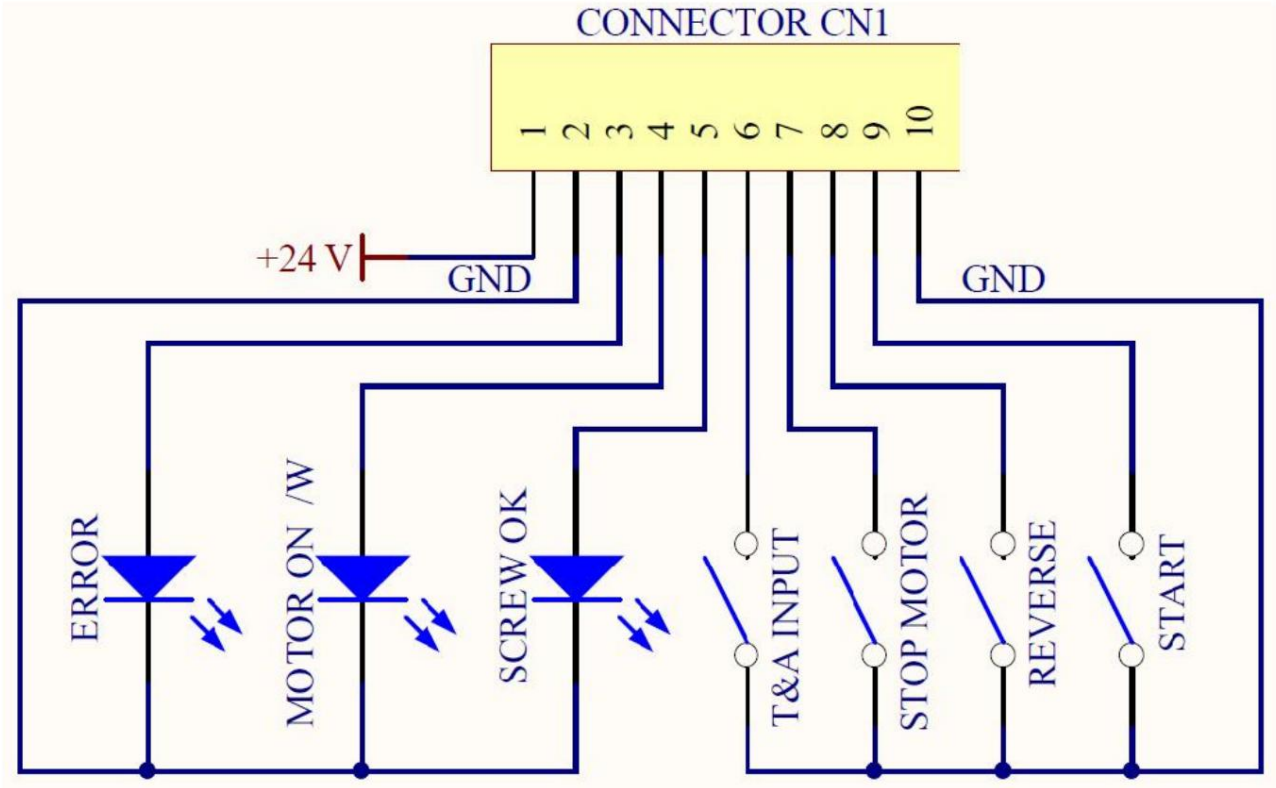 CONNECTOR CN1
1 2 3 4 5 6 7 8 9 10
+24 V
GND
GND
ERROR
MOTOR ON /W
SCREW OK
T&A INPUT
STOP MOTOR
REVERSE
START